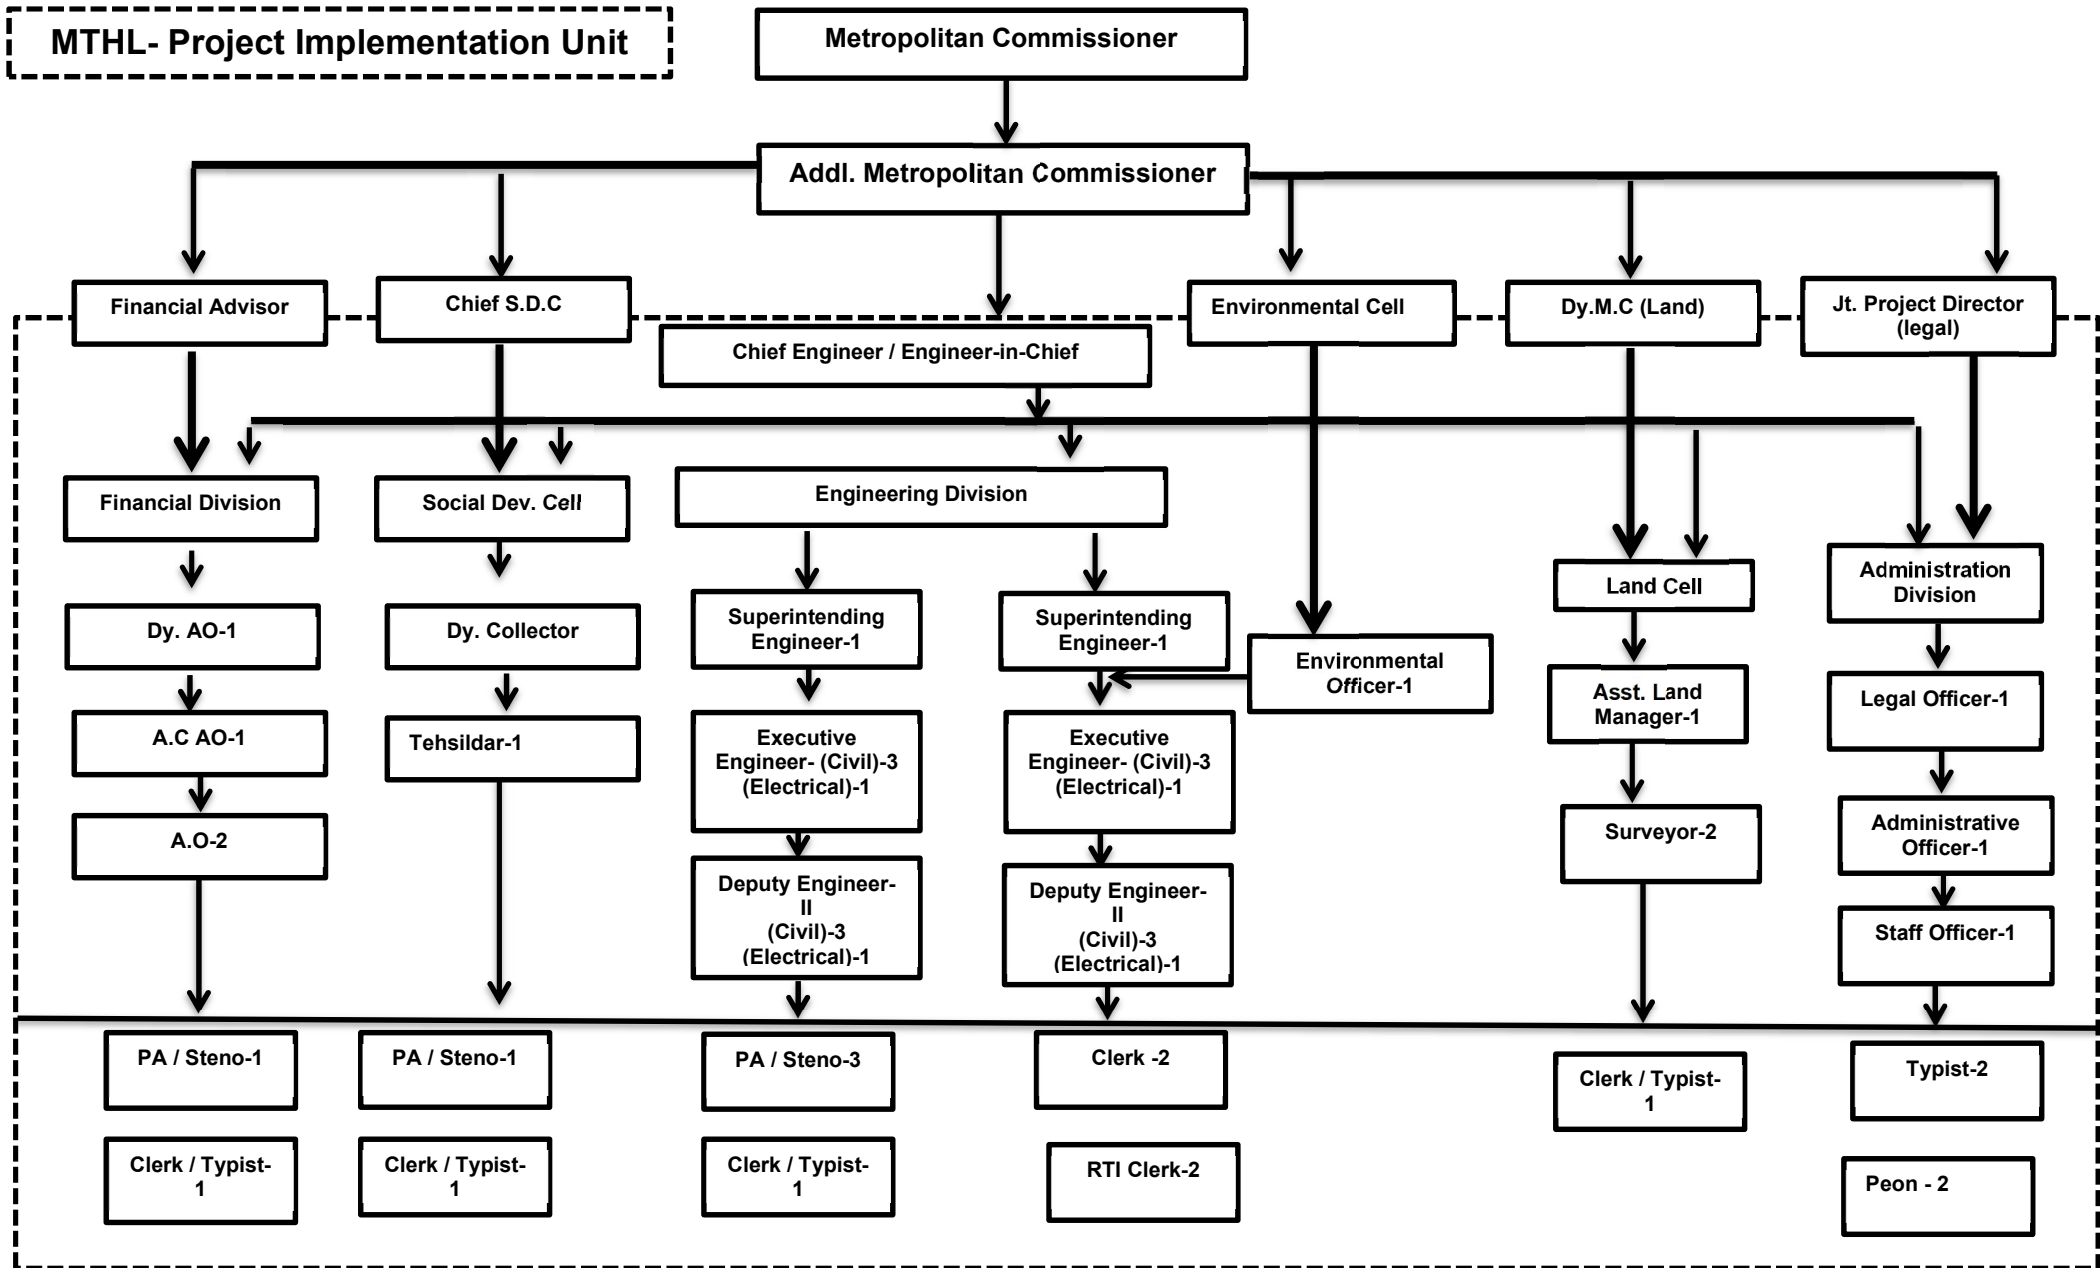 MTHL- Project Implementation Unit
Metropolitan Commissioner
Addl. Metropolitan Commissioner
Financial Advisor
Chief S.D.C
Environmental Cell
Dy.M.C (Land)
Jt. Project Director
(legal)
Chief Engineer / Engineer-in-Chief
Financial Division
Social Dev. Cell
Engineering Division
Land Cell
Administration
Division
Dy. AO-1
Dy. Collector
Superintending
Engineer-1
Superintending
Engineer-1
Environmental
Officer-1
Asst. Land
Manager-1
Legal Officer-1
A.C AO-1
Tehsildar-1
Executive
Engineer- (Civil)-3
(Electrical)-1
Executive
Engineer- (Civil)-3
(Electrical)-1
A.O-2
Surveyor-2
Administrative
Officer-1
Deputy Engineer-
II
(Civil)-3
(Electrical)-1
Deputy Engineer-
II
(Civil)-3
(Electrical)-1
Staff Officer-1
PA / Steno-1
PA / Steno-1
PA / Steno-3
Clerk -2
Clerk / Typist-
1
Typist-2
Clerk / Typist-
1
Clerk / Typist-
1
Clerk / Typist-
1
RTI Clerk-2
Peon - 2